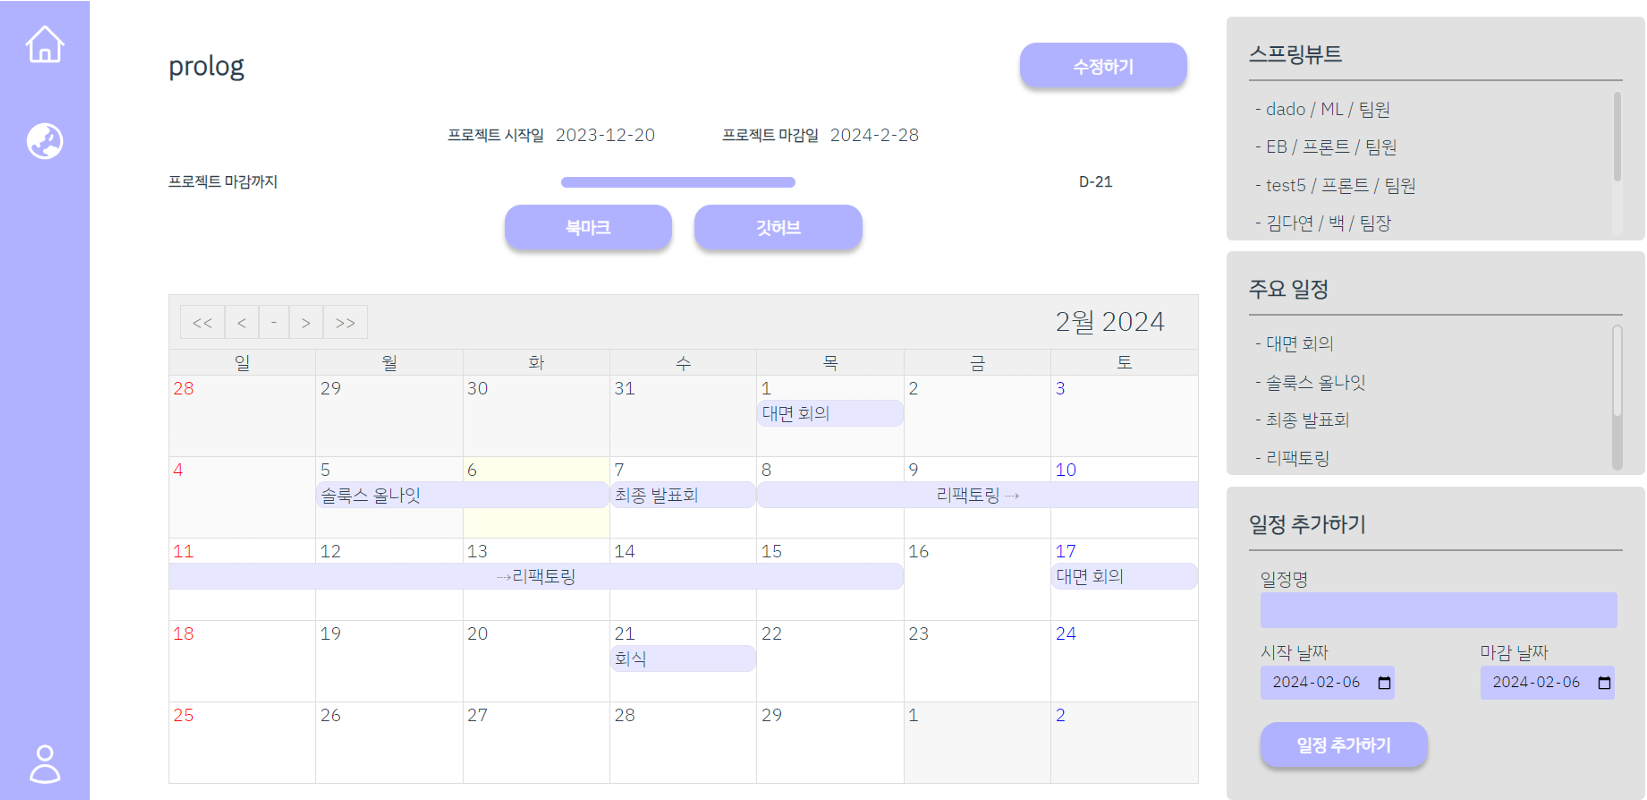 prolog
수정하기
프로젝트 시작일 2023-12-20 프로젝트 마감일 2024-2-28
프로젝트 마감까지 D-21
북마크 깃허브
<< < - > >> 2월 2024
일 월 화 수 목 금 토
28 29 30 31 1 2 3
대면 회의
4 5 6 7 8 9 10
솔룩스 올나잇 최종 발표회 리팩토링 ⇢
11 12 13 14 15 16 17
⇢리팩토링 대면 회의
18 19 20 21 22 23 24
회식
25 26 27 28 29 1 2
스프링뷰트
- dado / ML / 팀원
- EB / 프론트 / 팀원
- test5 / 프론트 / 팀원
- 김다연 / 백 / 팀장
주요 일정
- 대면 회의
- 솔룩스 올나잇
- 최종 발표회
- 리팩토링
일정 추가하기
일정명
시작 날짜 마감 날짜
2024-02-06 2024-02-06
일정 추가하기